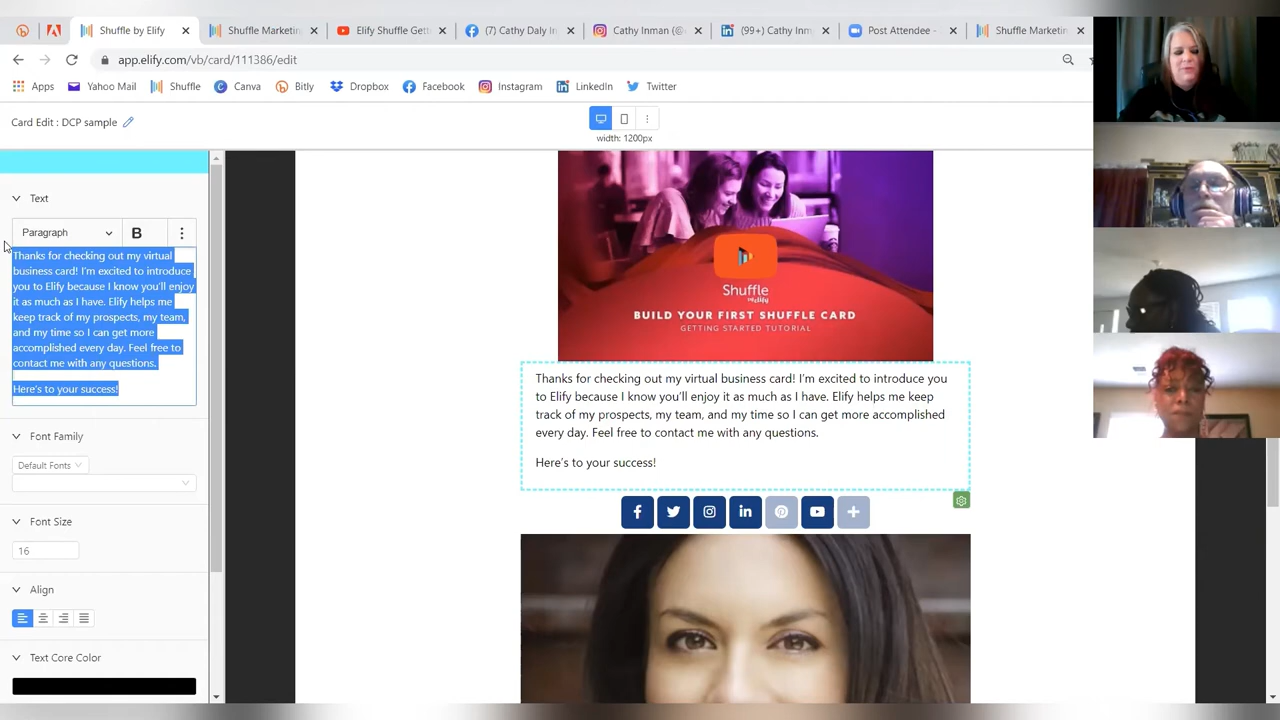 Shuffle by Elify
Shuffle Marketin
Elify Shuffle Gett
(7) Cathy Daly In
Cathy Inman (@
(99+) Cathy Inm
Post Attendee -
Shuffle Marketin
app.elify.com/vb/card/111386/edit
Apps
Yahoo Mail
Shuffle
Canva
Bitly
Dropbox
Facebook
Instagram
LinkedIn
Twitter
Card Edit : DCP sample
width: 1200px
Text
Paragraph
B
Thanks for checking out my virtual
business card! I'm excited to introduce
you to Elify because I know you'll enjoy
it as much as I have. Elify helps me
keep track of my prospects, my team,
and my time so I can get more
accomplished every day. Feel free to
contact me with any questions.
Here's to your success!
Font Family
Default Fonts
Font Size
16
Align
Text Core Color
Shuffle
BUILD YOUR FIRST SHUFFLE CARD
GETTING STARTED TUTORIAL
Thanks for checking out my virtual business card! I'm excited to introduce you
to Elify because I know you'll enjoy it as much as I have. Elify helps me keep
track of my prospects, my team, and my time so I can get more accomplished
every day. Feel free to contact me with any questions.
Here's to your success!